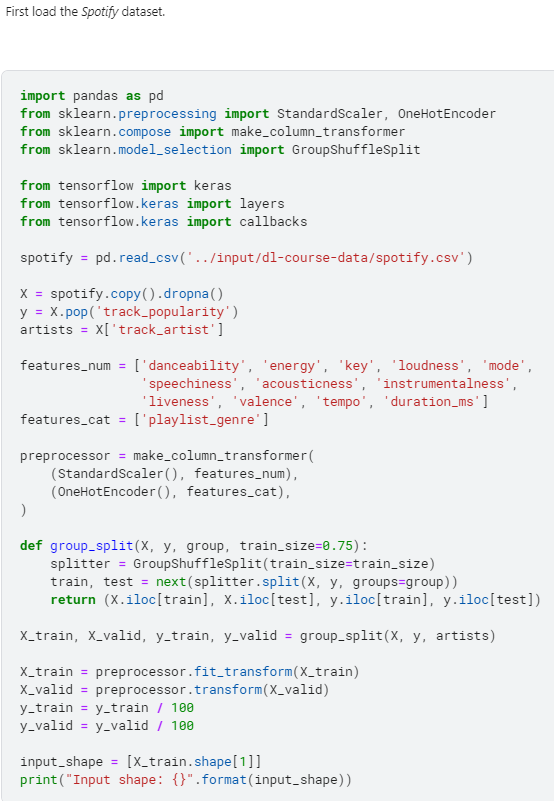 First load the Spotify dataset.
import pandas as pd
from sklearn.preprocessing import StandardScaler, OneHotEncoder
from sklearn.compose import make_column_transformer
from sklearn.model_selection import GroupShuffleSplit
from tensorflow import keras
from tensorflow.keras import layers
from tensorflow.keras import callbacks
spotify = pd.read_csv('../input/dl-course-data/spotify.csv')
X = spotify.copy().dropna()
y = X.pop('track_popularity')
artists = X['track_artist']
features_num = ['danceability', 'energy', 'key', 'loudness', 'mode',
                'speechiness', 'acousticness', 'instrumentalness',
                'liveness', 'valence', 'tempo', 'duration_ms']
features_cat = ['playlist_genre']
preprocessor = make_column_transformer(
    (StandardScaler(), features_num),
    (OneHotEncoder(), features_cat),
)
def group_split(X, y, group, train_size=0.75):
    splitter = GroupShuffleSplit(train_size=train_size)
    train, test = next(splitter.split(X, y, groups=group))
    return (X.iloc[train], X.iloc[test], y.iloc[train], y.iloc[test])
X_train, X_valid, y_train, y_valid = group_split(X, y, artists)
X_train = preprocessor.fit_transform(X_train)
X_valid = preprocessor.transform(X_valid)
y_train = y_train / 100
y_valid = y_valid / 100
input_shape = [X_train.shape[1]]
print("Input shape: {}".format(input_shape))